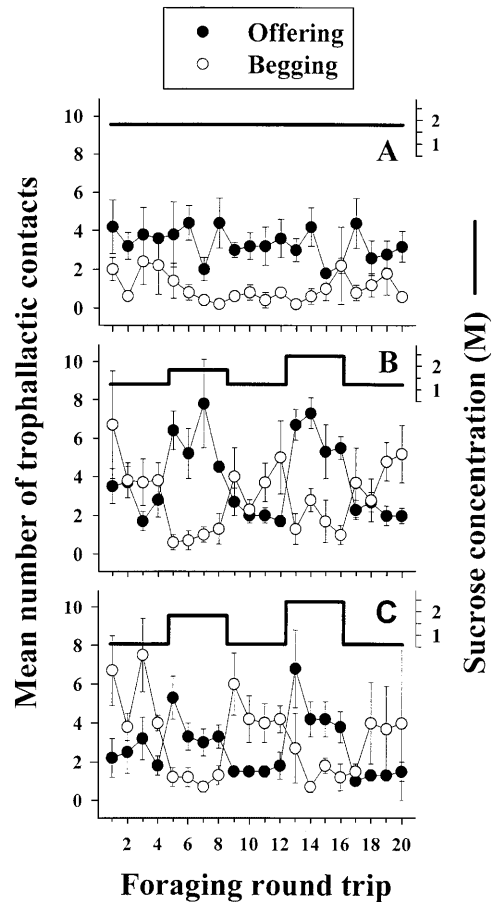 Offering
Begging
Mean number of trophallactic contacts
Sucrose concentration (M)
A
10
8
6
4
2
0
2
1
B
10
8
6
4
2
0
2
1
C
10
8
6
4
2
0
2
1
2 4 6 8 10 12 14 16 18 20
Foraging round trip